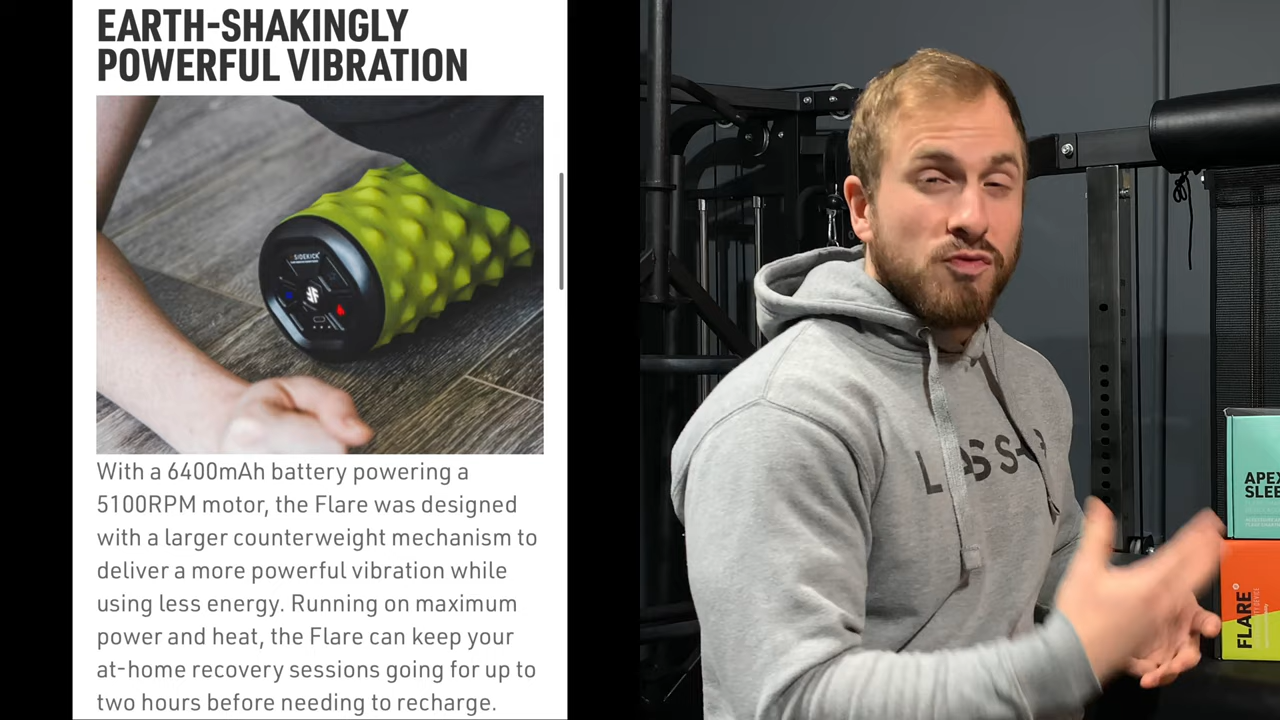 EARTH-SHAKINGLY
POWERFUL VIBRATION
SIDEKICK
With a 6400mAh battery powering a
5100RPM motor, the Flare was designed
with a larger counterweight mechanism to
deliver a more powerful vibration while
using less energy. Running on maximum
power and heat, the Flare can keep your
at-home recovery sessions going for up to
two hours before needing to recharge.
APEX
SLEE
FLARE